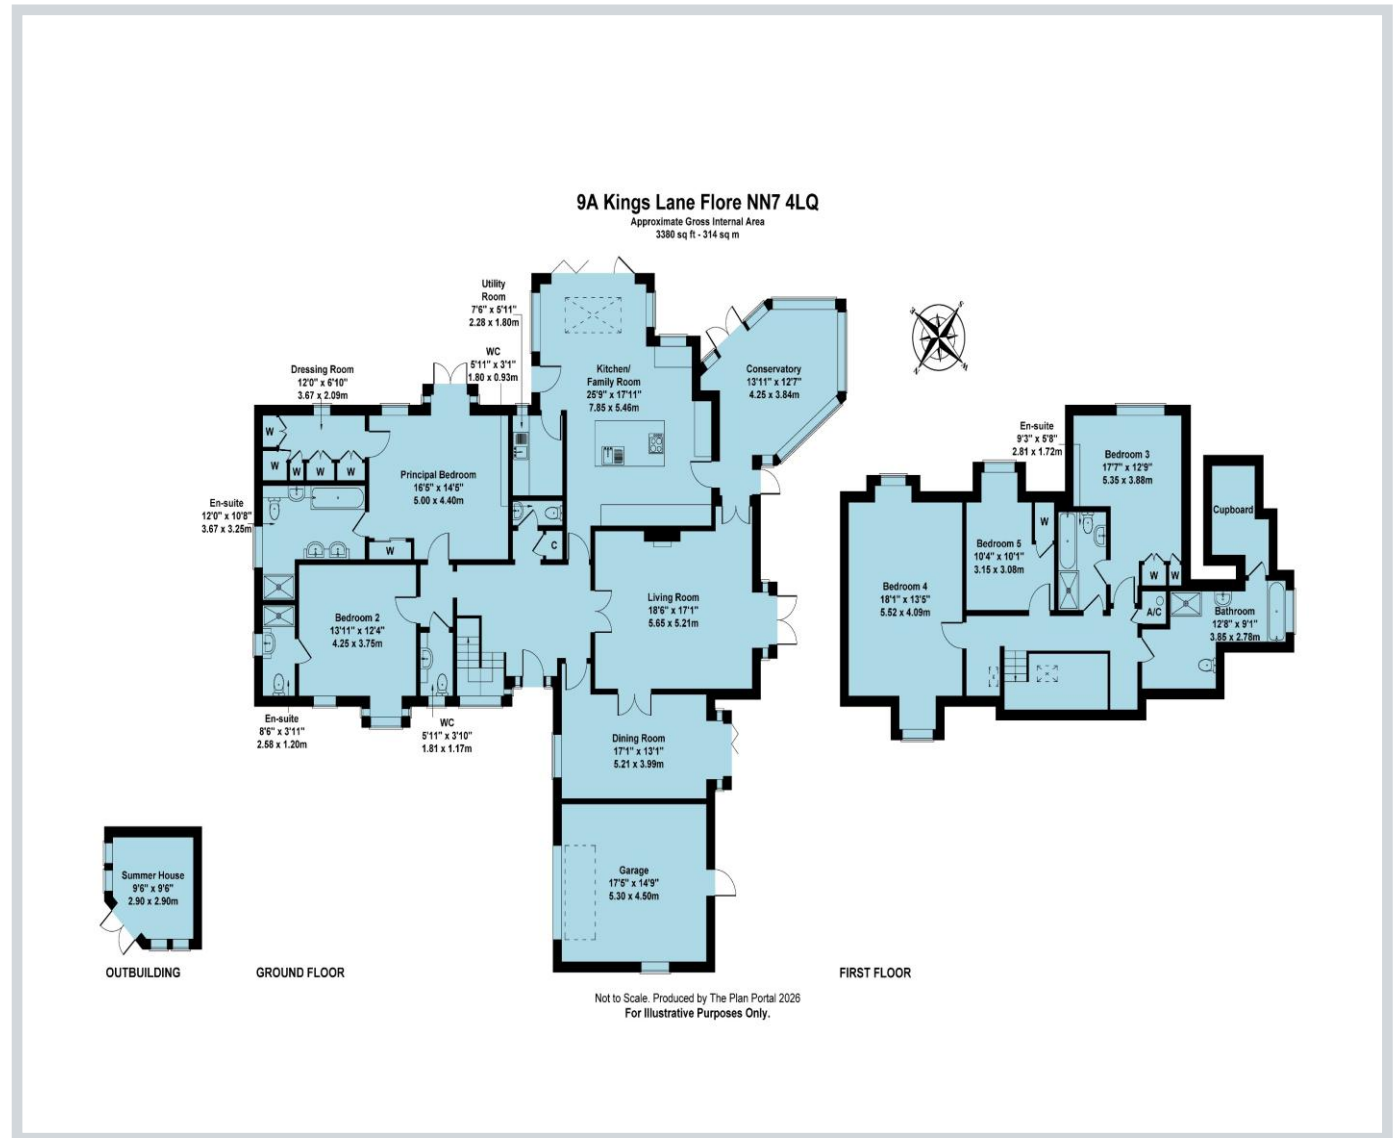 9A Kings Lane Flore NN7 4LQ
Approximate Gross Internal Area
3380 sq ft - 314 sq m
Utility
Room
7'6" x 5'11"
2.28 x 1.80m
WC
5'11" x 3'1"
1.80 x 0.93m
Dressing Room
12'0" x 6'10"
3.67 x 2.09m
Kitchen/
Family Room
25'9" x 17'11"
7.85 x 5.46m
Conservatory
13'11" x 12'7"
4.25 x 3.84m
S
W
N
W
W
W
W
W
Principal Bedroom
16'5" x 14'5"
5.00 x 4.40m
En-suite
12'0" x 10'8"
3.67 x 3.25m
W
C
Bedroom 2
13'11" x 12'4"
4.25 x 3.75m
Living Room
18'6" x 17'1"
5.65 x 5.21m
En-suite
8'6" x 3'11"
2.58 x 1.20m
WC
5'11" x 3'10"
1.81 x 1.17m
Dining Room
17'1" x 13'1"
5.21 x 3.99m
Garage
17'5" x 14'9"
5.30 x 4.50m
En-suite
9'3" x 5'8"
2.81 x 1.72m
Bedroom 3
17'7" x 12'9"
5.35 x 3.88m
Cupboard
W
Bedroom 5
10'4" x 10'1"
3.15 x 3.08m
W
W
Bedroom 4
18'1" x 13'5"
5.52 x 4.09m
A/C
Bathroom
12'8" x 9'1"
3.85 x 2.78m
Summer House
9'6" x 9'6"
2.90 x 2.90m
OUTBUILDING
GROUND FLOOR
FIRST FLOOR
Not to Scale. Produced by The Plan Portal 2026
For Illustrative Purposes Only.